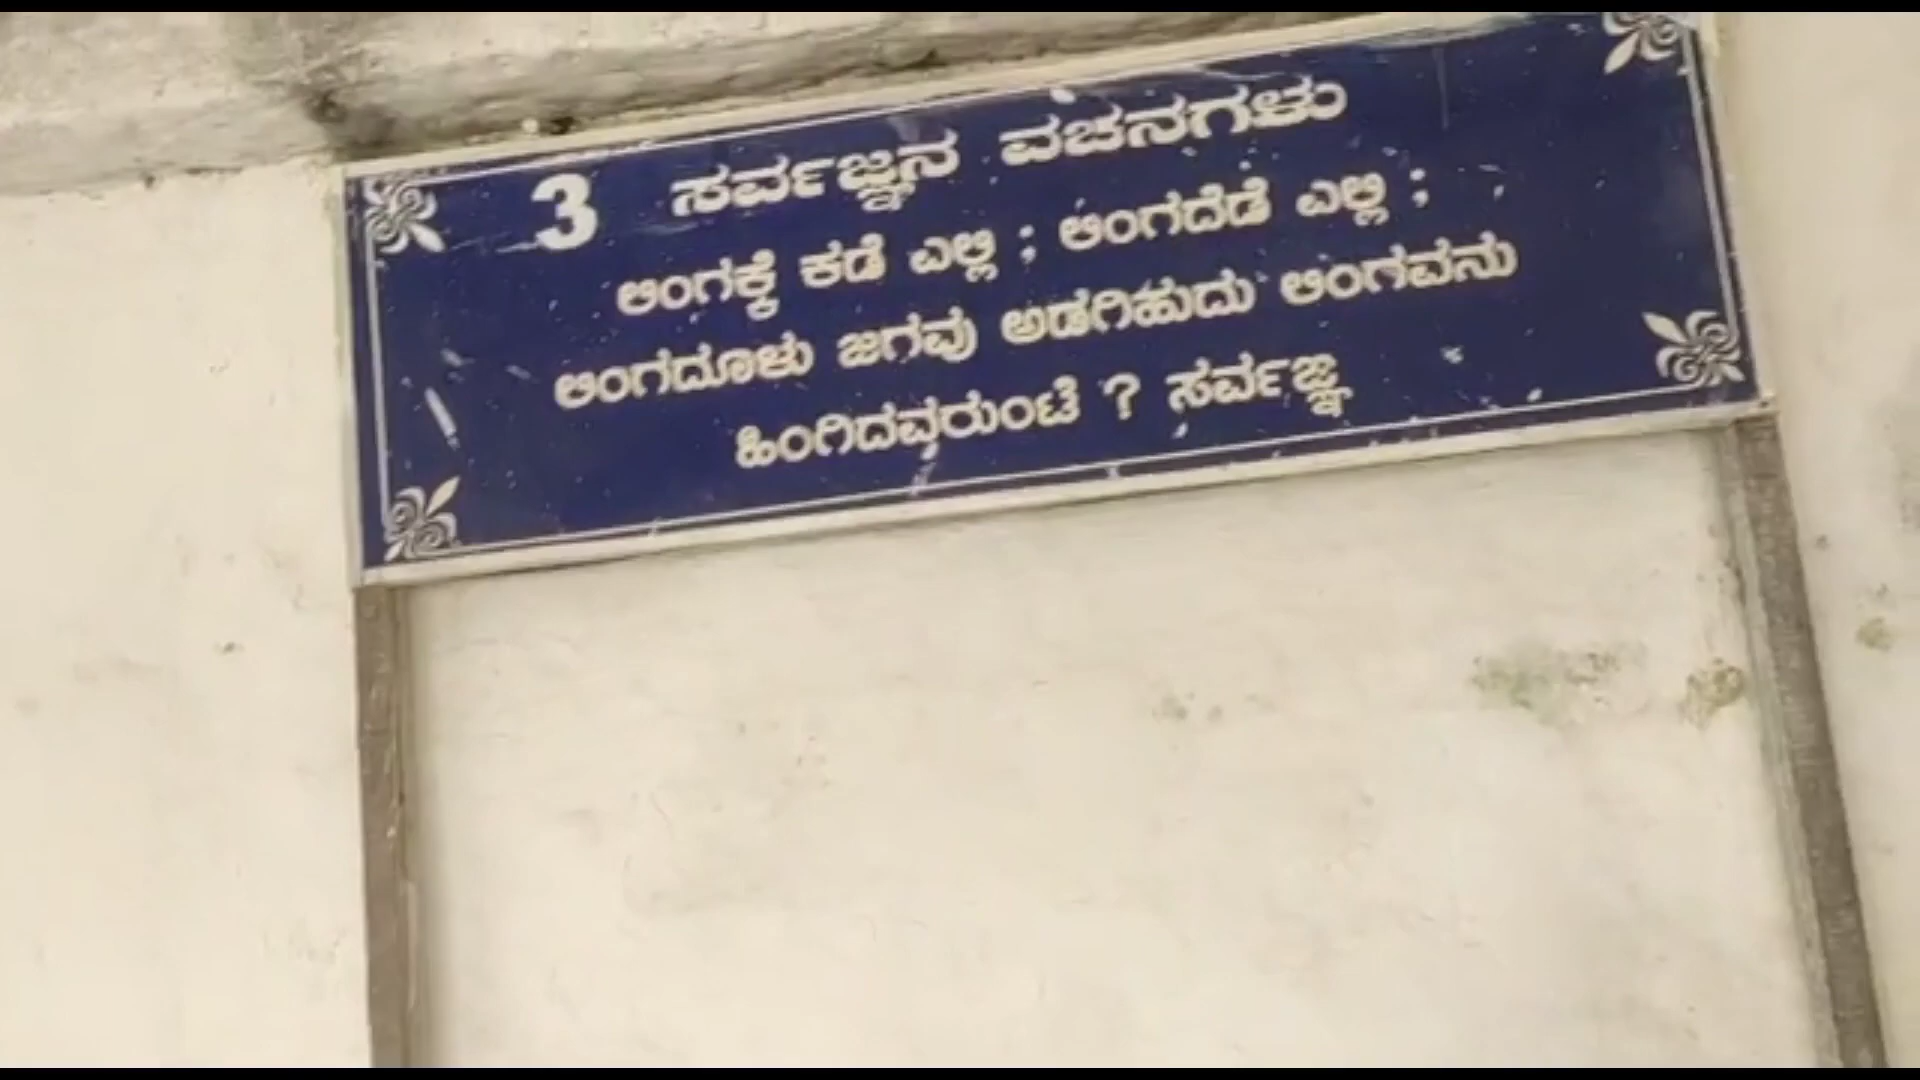 3 ಸರ್ವಜ್ಞನ ವಚನಗಳು
ಲಿಂಗಕ್ಕೆ ಕಡೆ ಎಲ್ಲಿ ; ಲಿಂಗದೆಡೆ ಎಲ್ಲಿ ;
ಲಿಂಗದೂಳು ಜಗವು ಅಡಗಿಹುದು ಲಿಂಗವನು
ಹಿಂಗಿದವರುಂಟೆ ? ಸರ್ವಜ್ಞ